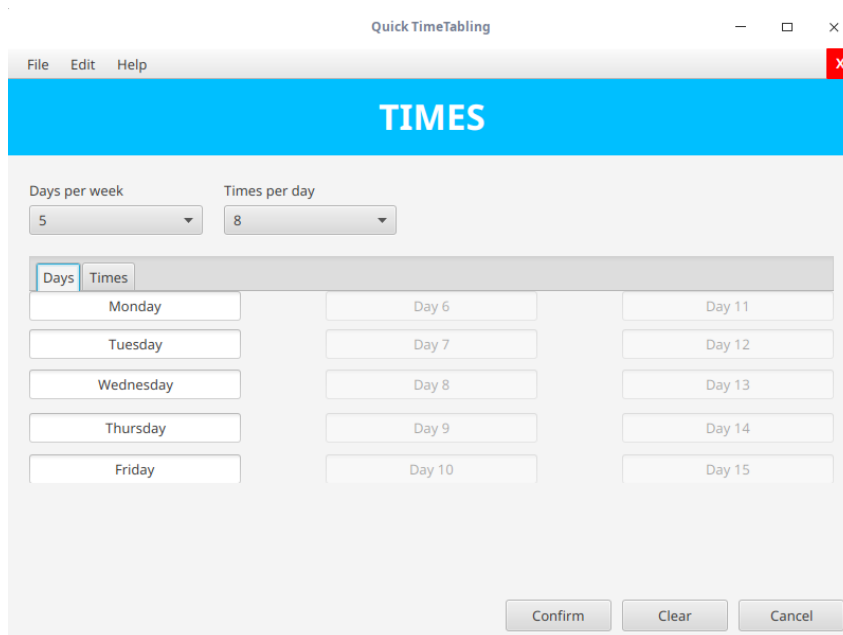 Quick TimeTabling
File Edit Help X
TIMES
Days per week Times per day
5 8
Days Times
Monday Day 6 Day 11
Tuesday Day 7 Day 12
Wednesday Day 8 Day 13
Thursday Day 9 Day 14
Friday Day 10 Day 15
Confirm Clear Cancel